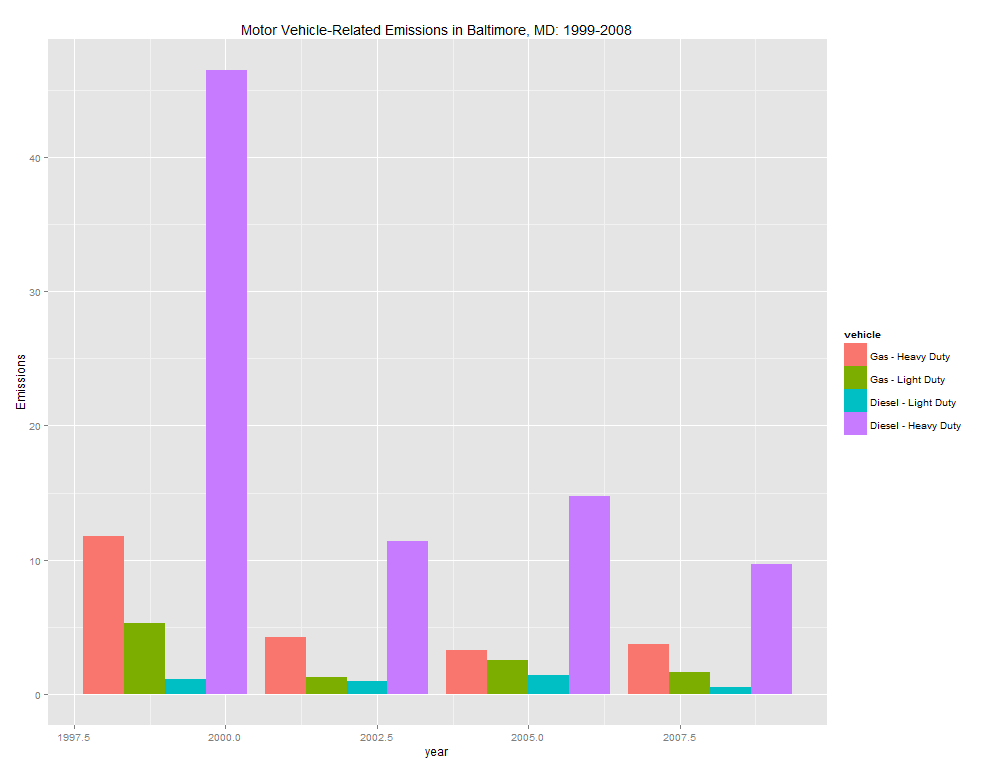 Motor Vehicle-Related Emissions in Baltimore, MD: 1999-2008
40
30
20
10
0
Emissions
1997.5
2000.0
2002.5
2005.0
2007.5
year
vehicle
Gas - Heavy Duty
Gas - Light Duty
Diesel - Light Duty
Diesel - Heavy Duty